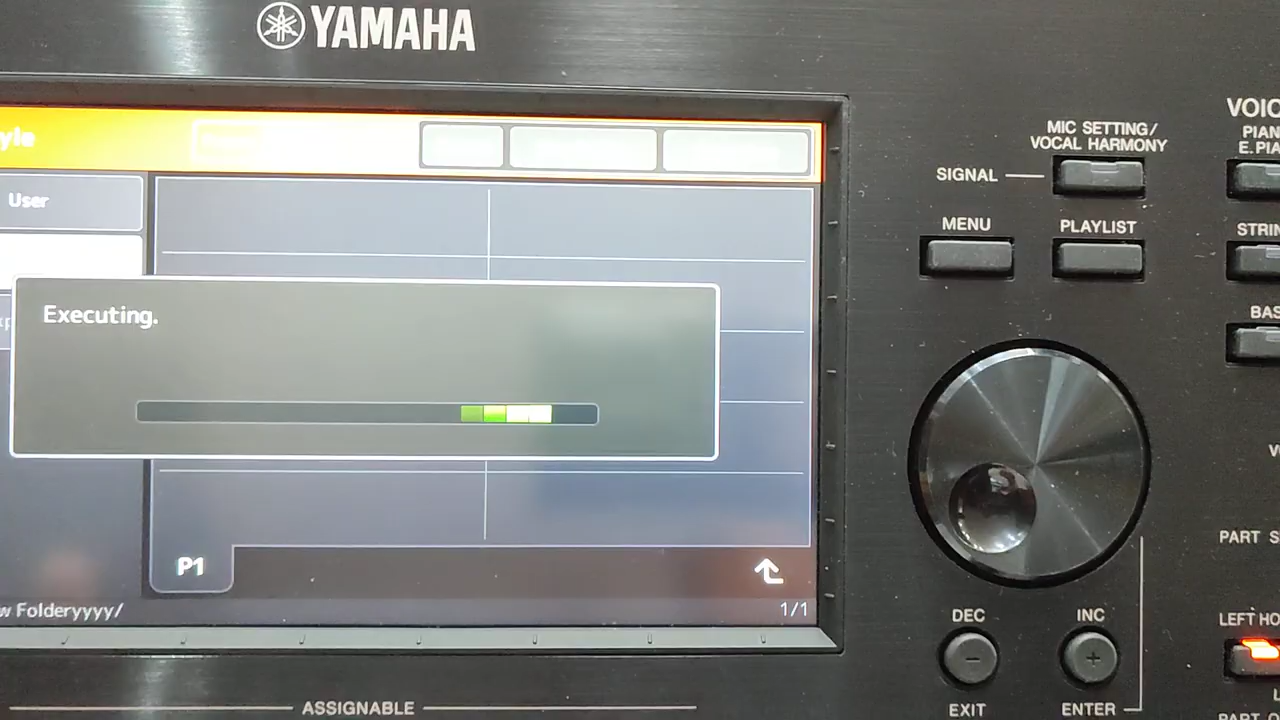 YAMAHA
yle
User
Executing.
P1
w Folderyyyy/
1/1
ASSIGNABLE
MIC SETTING/
VOCAL HARMONY
SIGNAL
MENU
PLAYLIST
DEC
INC
EXIT
ENTER
VOIC
PIAN
E.PIA
STRIN
BAS
PART S
LEFT HO